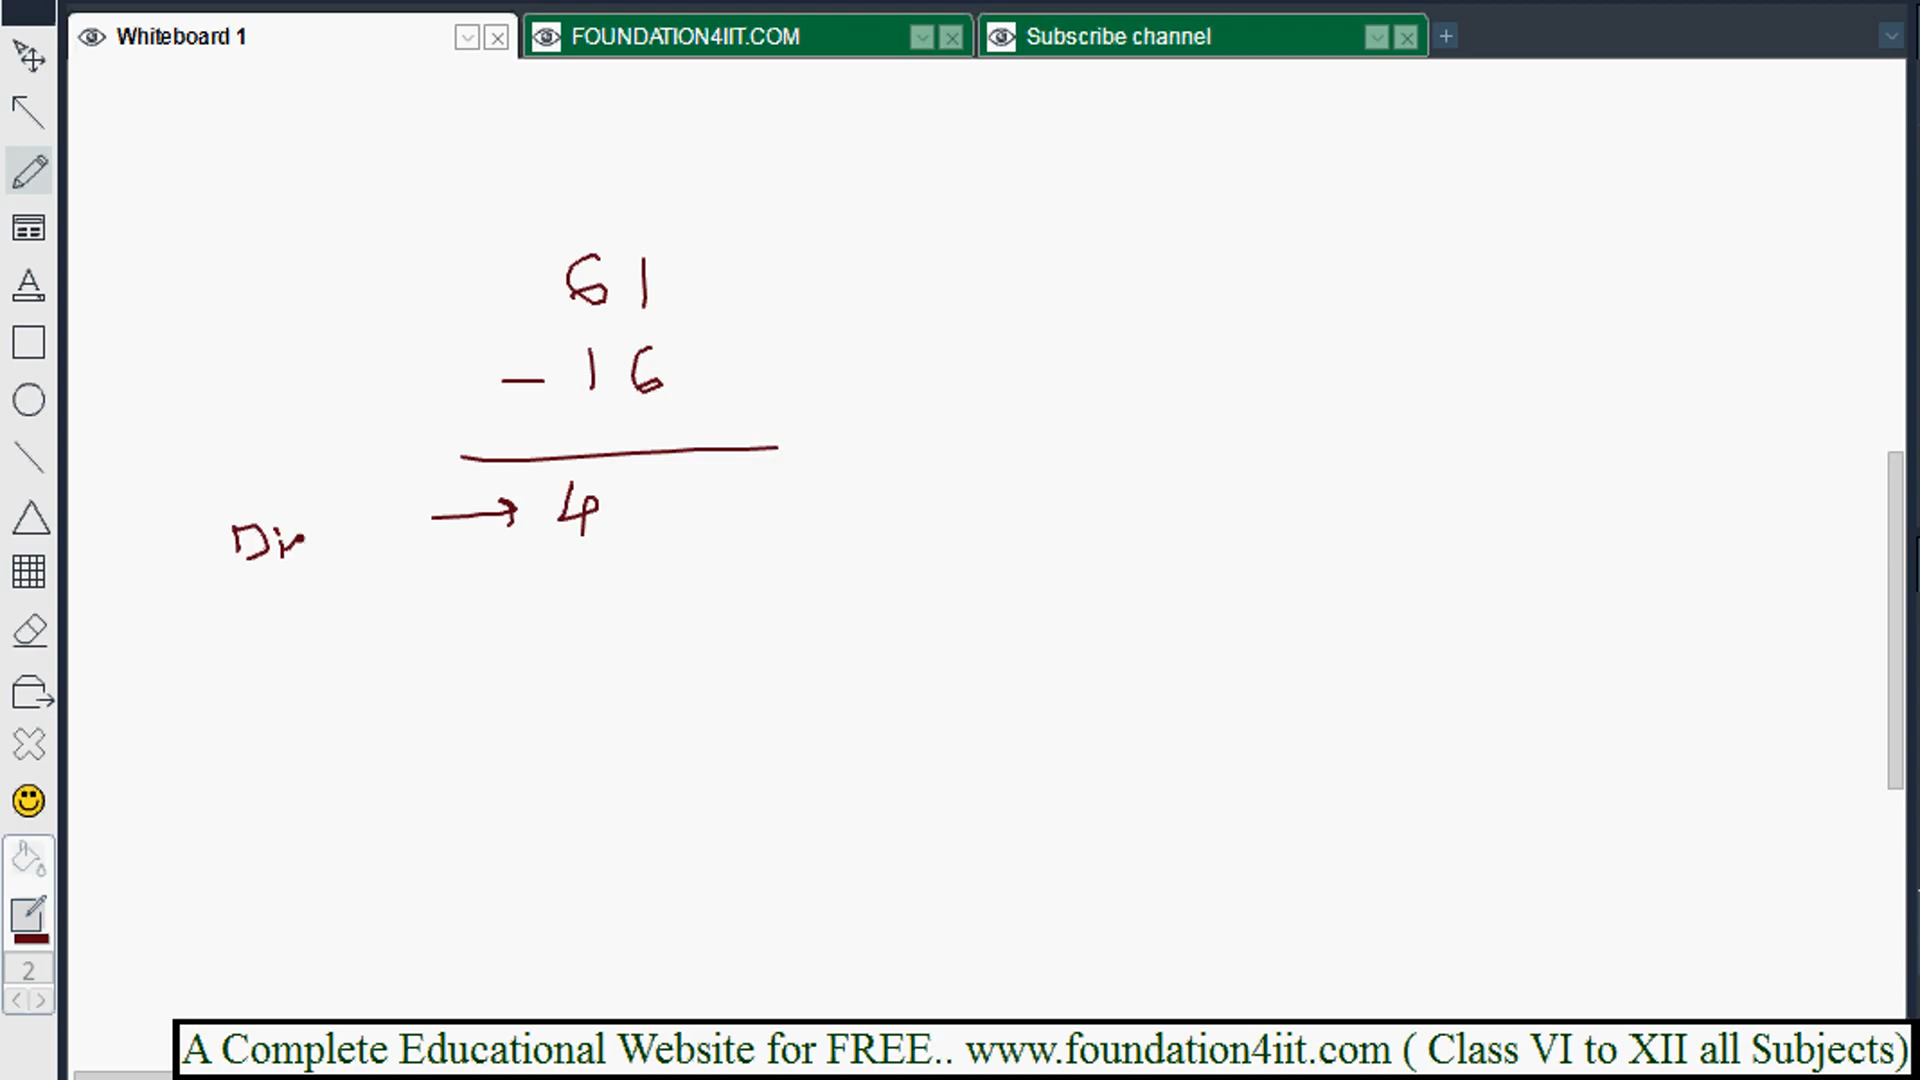 Whiteboard 1
FOUNDATION4IIT.COM
Subscribe channel
61
- 16
→ 4
2
A Complete Educational Website for FREE.. www.foundation4iit.com ( Class VI to XII all Subjects)